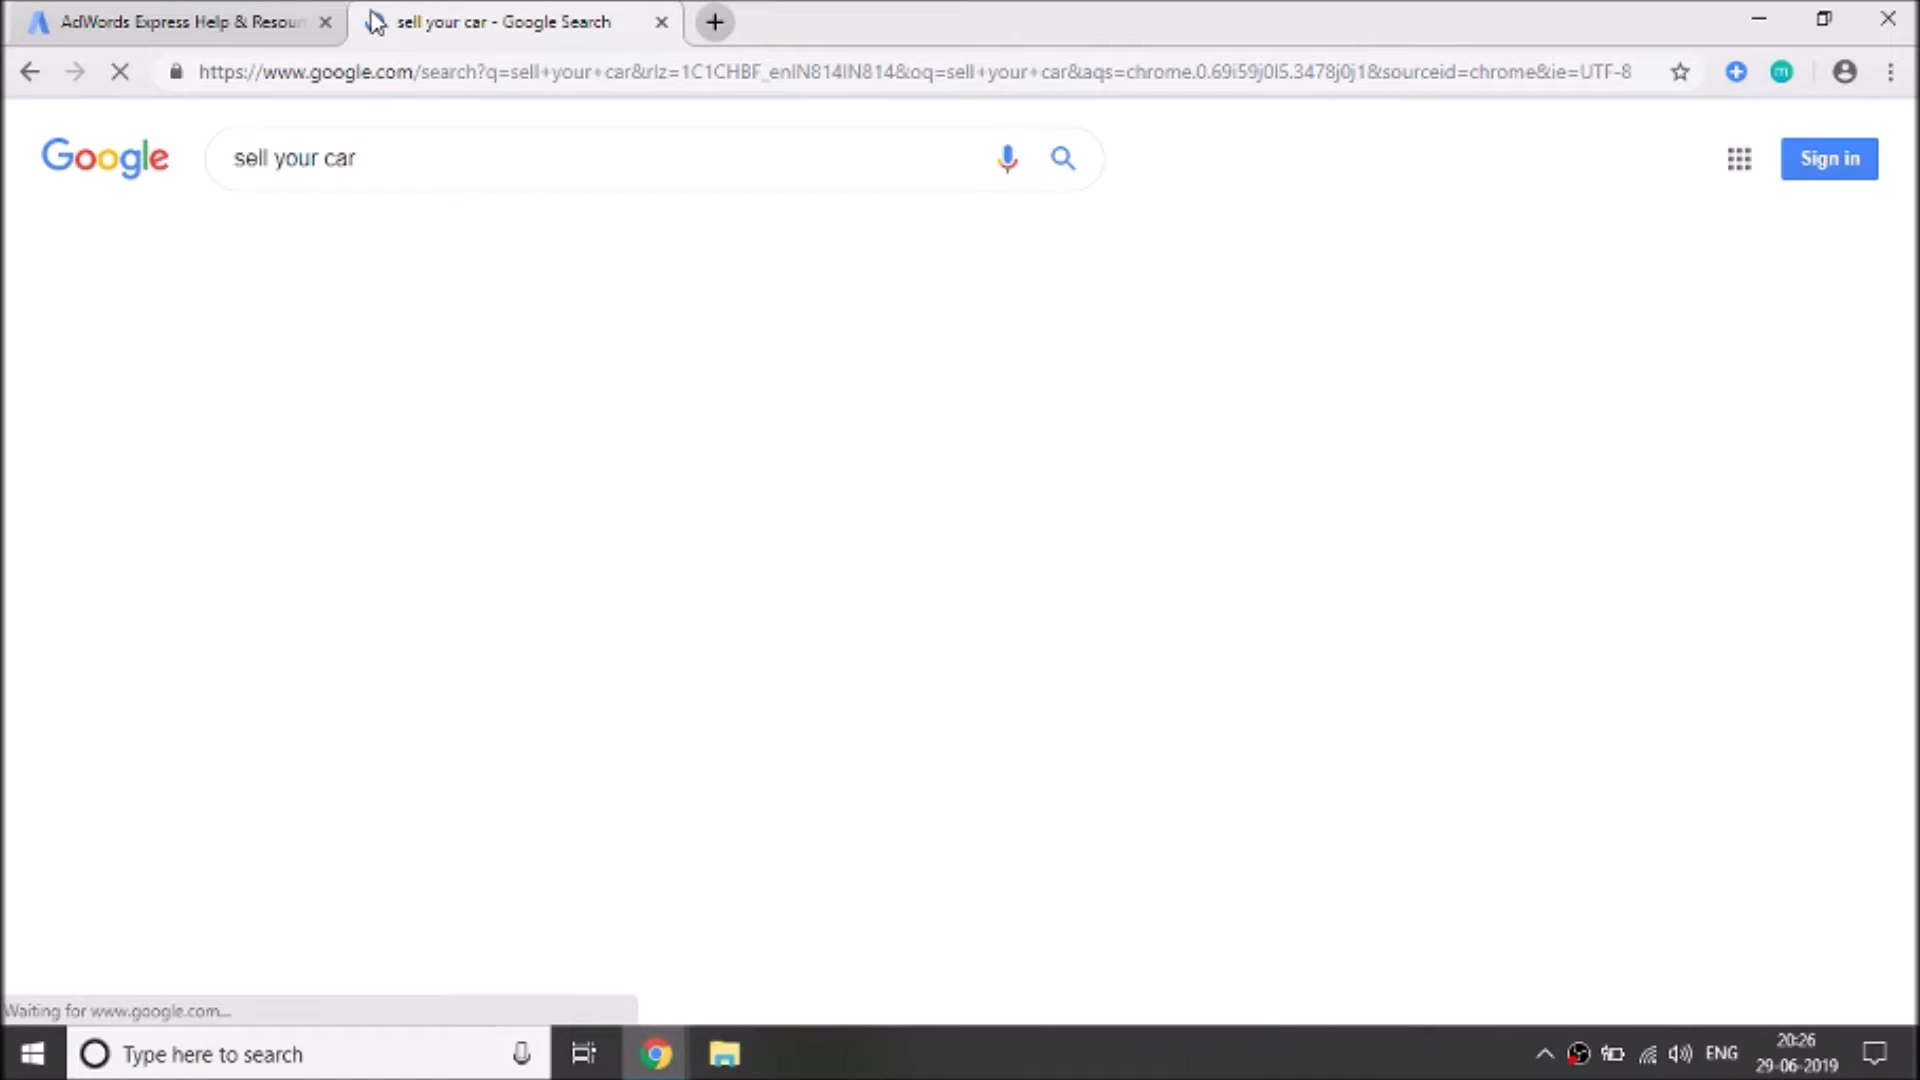 AdWords Express Help & Resour
sell your car - Google Search
https://www.google.com/search?q=sell+your+car&rlz=1C1CHBF_enIN814IN814&oq=sell+your+car&aqs=chrome.0.69i59j0l5.3478j0j1&sourceid=chrome&ie=UTF-8
m
Google
sell your car
Sign in
Waiting for www.google.com...
Type here to search
ENG
20:26
29-06-2019